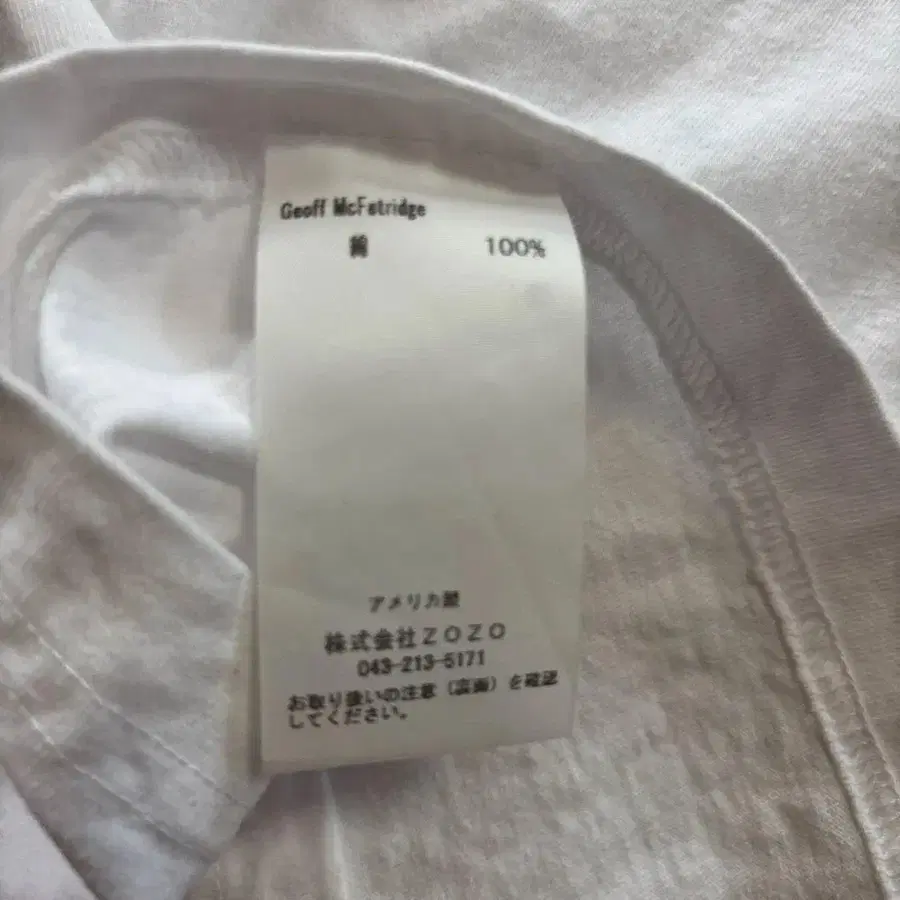 Geoff McFetridge
綿 100%
アメリカ製
株式会社ZOZO
043-213-5171
お取り扱いの注意（裏面）を確認
してください。